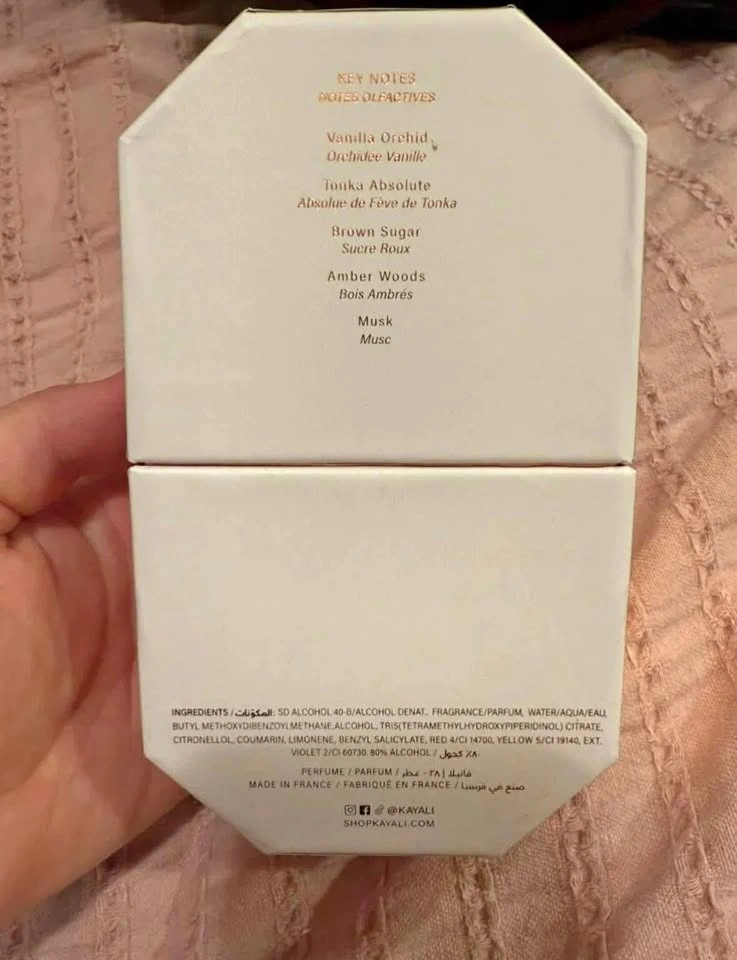 KEY NOTES
NOTES OLFACTIVES
Vanilla Orchid
Orchidée Vanille
Tonka Absolute
Absolue de Fève de Tonka
Brown Sugar
Sucre Roux
Amber Woods
Bois Ambrés
Musk
Musc
INGREDIENTS / المكوّنات: SD ALCOHOL 40-B/ALCOHOL DENAT., FRAGRANCE/PARFUM, WATER/AQUA/EAU,
BUTYL METHOXYDIBENZOYLMETHANE, ALCOHOL, TRIS(TETRAMETHYLHYDROXYPIPERIDINOL) CITRATE,
CITRONELLOL, COUMARIN, LIMONENE, BENZYL SALICYLATE, RED 4/CI 14700, YELLOW 5/CI 19140, EXT.
VIOLET 2/CI 60730. 80% ALCOHOL / ٨٠٪ كحول
PERFUME / PARFUM / فانيلا | ٢٨ - عطر
MADE IN FRANCE / FABRIQUÉ EN FRANCE / صنع في فرنسا
@KAYALI
SHOPKAYALI.COM